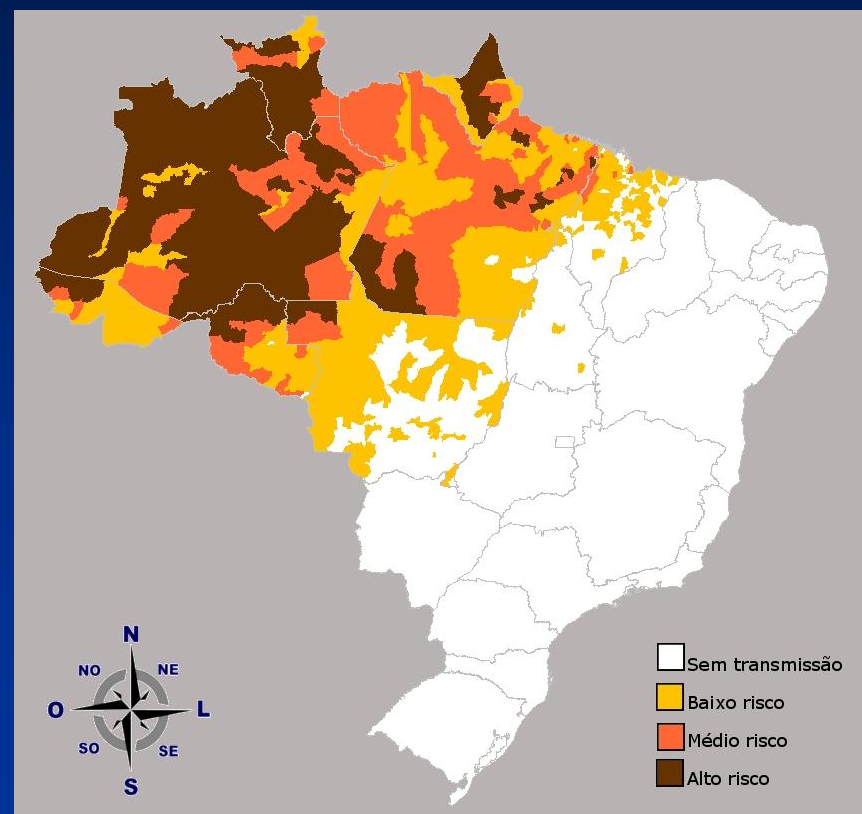 N
NO
NE
O
L
SO
SE
S
Sem transmissão
Baixo risco
Médio risco
Alto risco